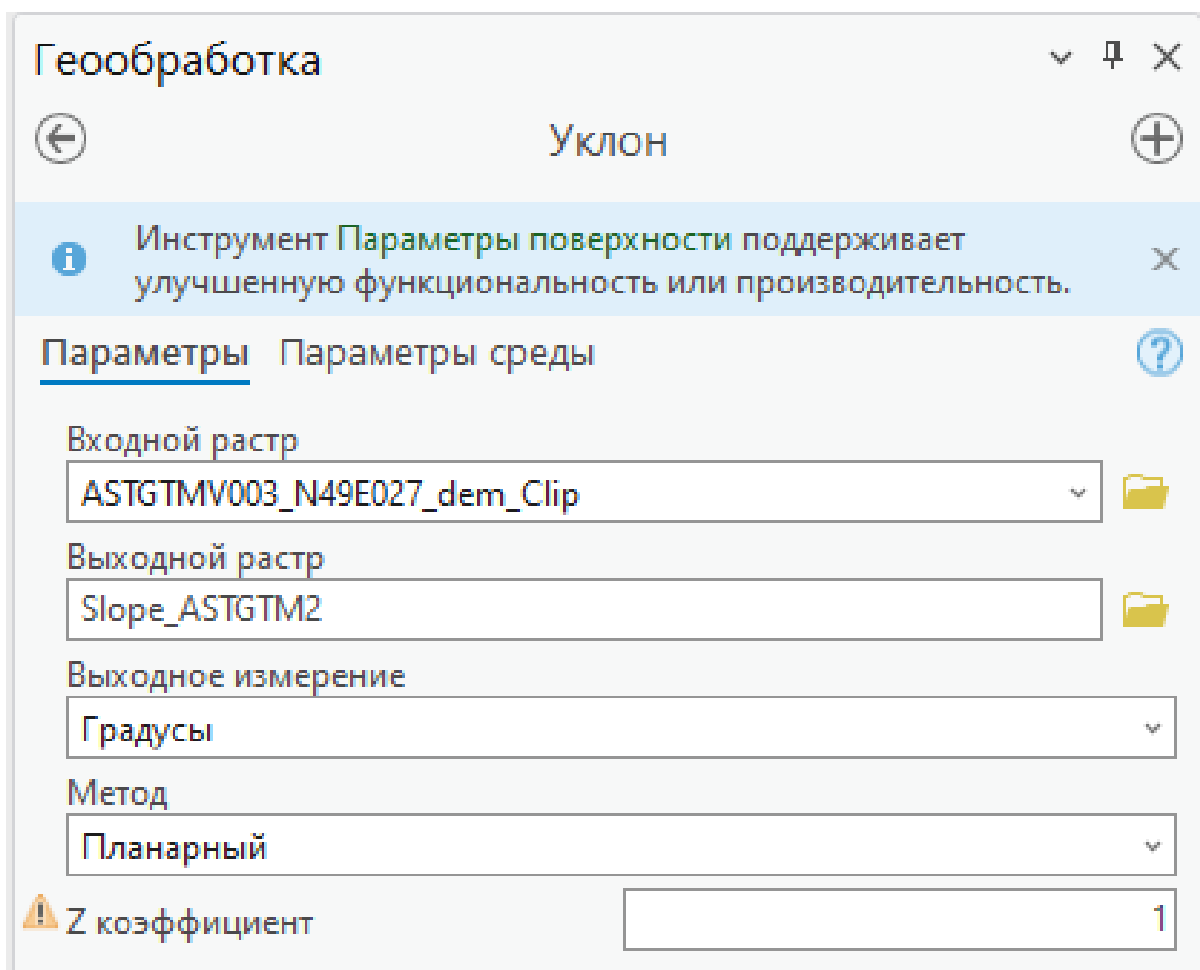 Геообработка
Уклон
Инструмент Параметры поверхности поддерживает
улучшенную функциональность или производительность.
Параметры Параметры среды
Входной растр
ASTGTMV003_N49E027_dem_Clip
Выходной растр
Slope_ASTGTM2
Выходное измерение
Градусы
Метод
Планарный
Z коэффициент 1